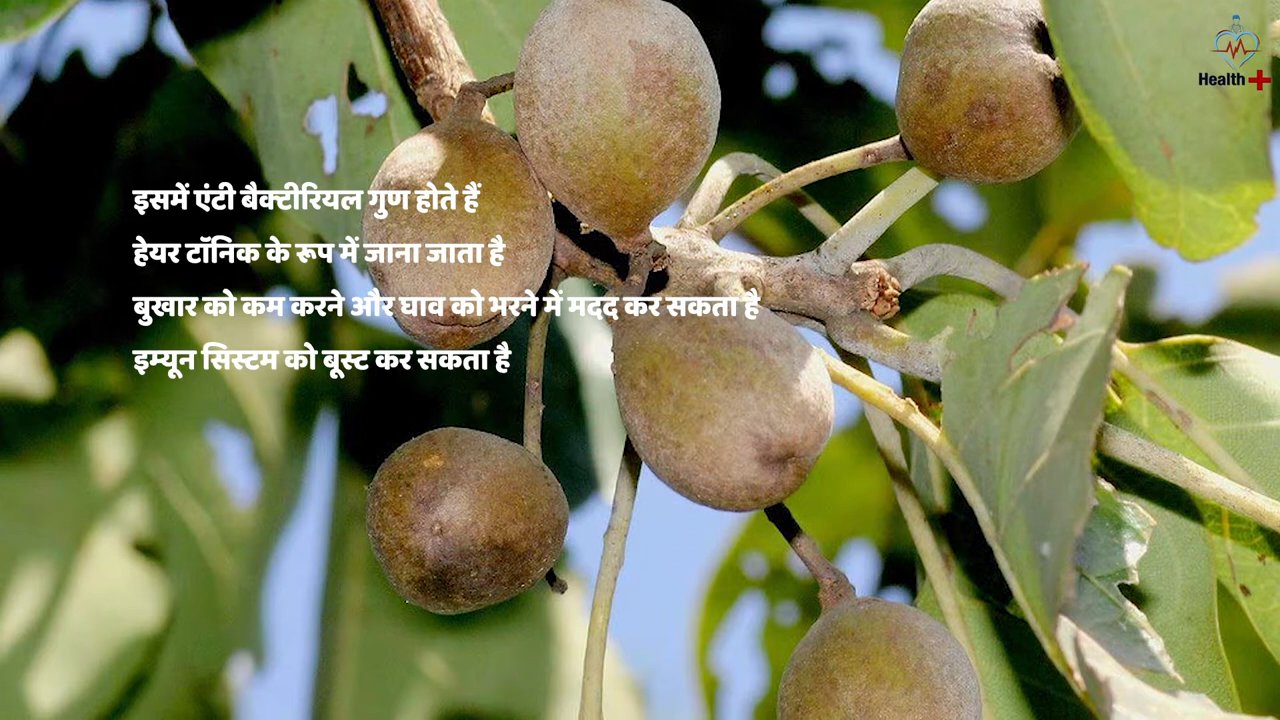 Health
इसमें एंटी बैक्टीरियल गुण होते हैं
हेयर टॉनिक के रूप में जाना जाता है
बुखार को कम करने और घाव को भरने में मदद कर सकता है
इम्यून सिस्टम को बूस्ट कर सकता है